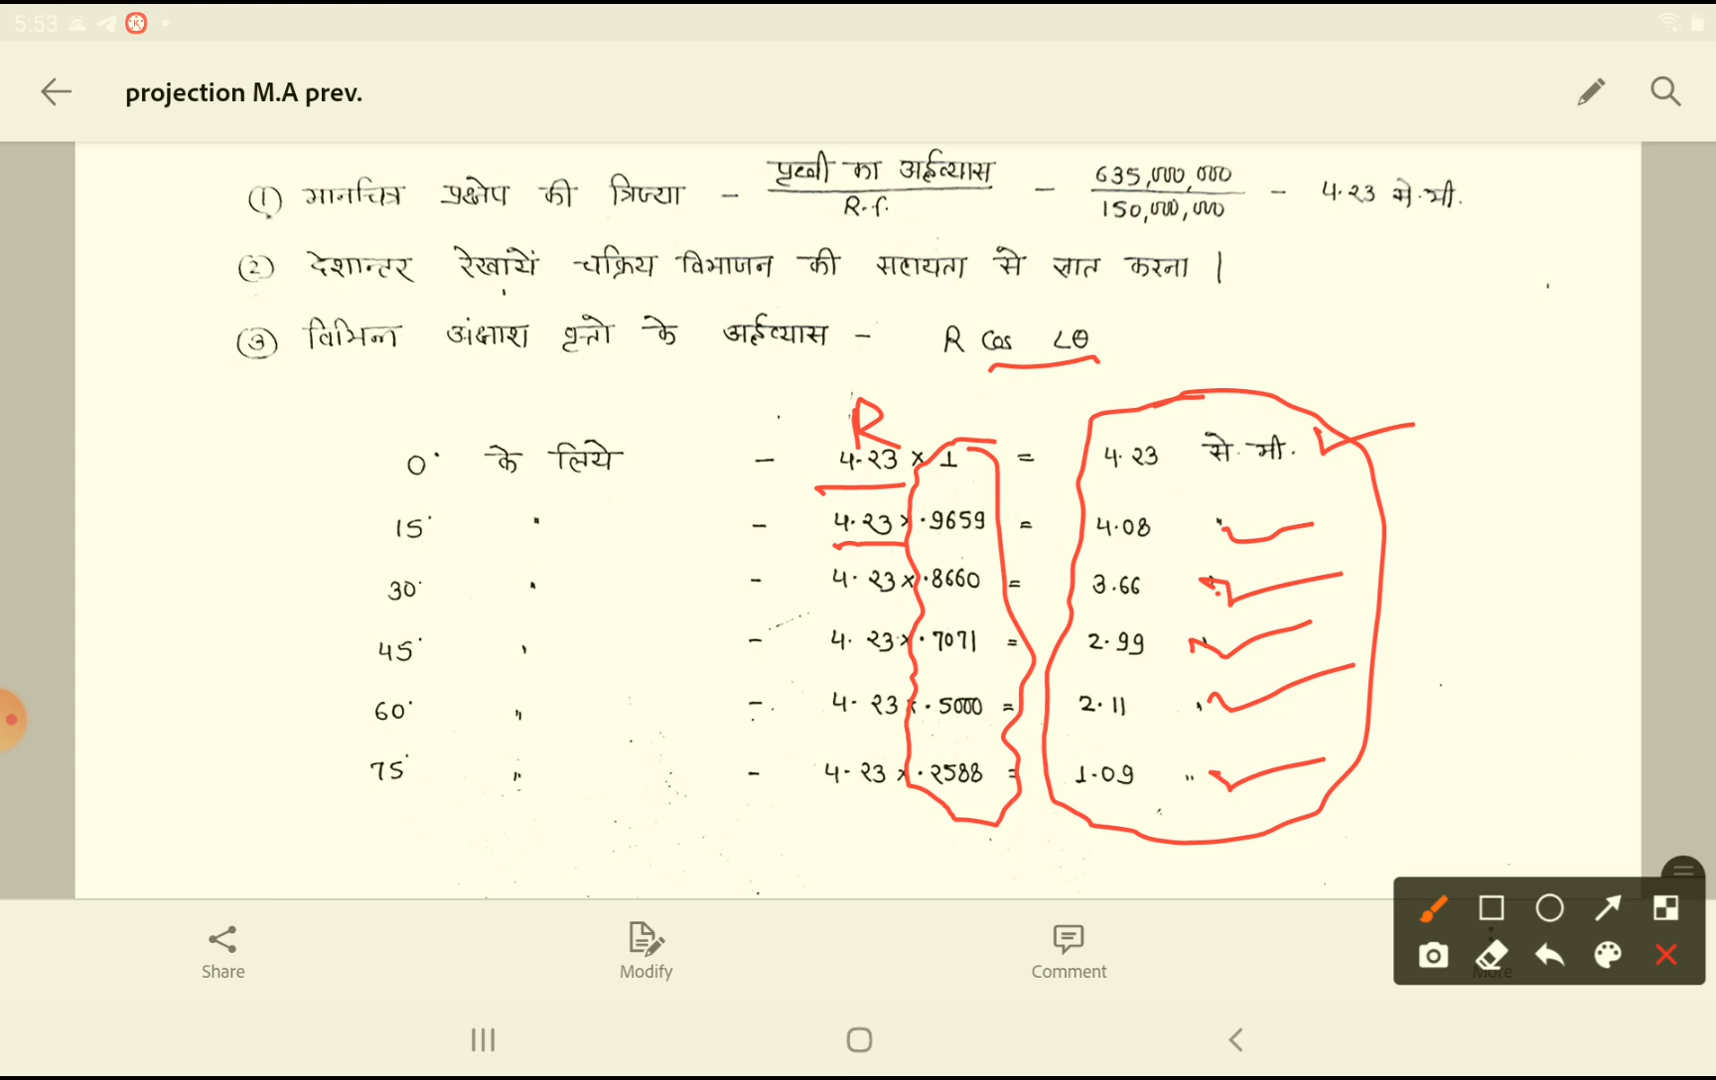 5:53
projection M.A prev.
(1) मानचित्र प्रक्षेप की त्रिज्या – पृथ्वी का अर्द्धव्यास / R.f. – 635,000,000 / 150,000,000 – 4.23 से.मी.
(2) देशान्तर रेखायें चक्रिय विभाजन की सहायता से ज्ञात करना |
(3) विभिन्न अंक्षाश वृत्तो के अर्द्धव्यास – R Cos ∠θ
R
0° के लिये – 4.23 × 1 = 4.23 से.मी.
15° " – 4.23 × .9659 = 4.08 "
30° " – 4.23 × .8660 = 3.66 "
45° " – 4.23 × .7071 = 2.99 "
60° " – 4.23 × .5000 = 2.11 "
75° " – 4.23 × .2588 = 1.09 "
Share
Modify
Comment
More